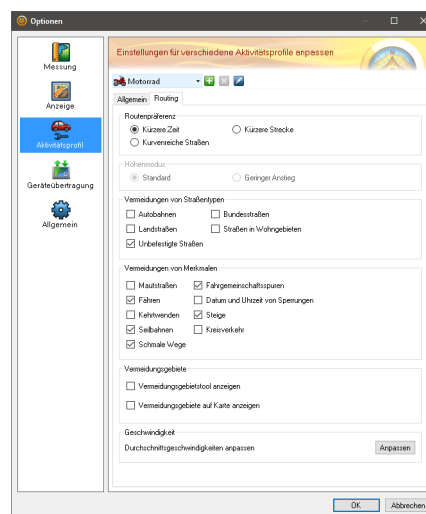 Optionen
Messung
Anzeige
Aktivitätsprofil
Geräteübertragung
Allgemein
Einstellungen für verschiedene Aktivitätsprofile anpassen
Motorrad
Allgemein Routing
Routenpräferenz
Kürzere Zeit Kürzere Strecke
Kurvenreiche Straßen
Höhenmodus
Standard Geringer Anstieg
Vermeidungen von Straßentypen
Autobahnen Bundesstraßen
Landstraßen Straßen in Wohngebieten
Unbefestigte Straßen
Vermeidungen von Merkmalen
Mautstraßen Fahrgemeinschaftsspuren
Fähren Datum und Uhrzeit von Sperrungen
Kehrtwenden Steige
Seilbahnen Kreisverkehr
Schmale Wege
Vermeidungsgebiete
Vermeidungsgebietstool anzeigen
Vermeidungsgebiete auf Karte anzeigen
Geschwindigkeit
Durchschnittsgeschwindigkeiten anpassen Anpassen
OK Abbrechen